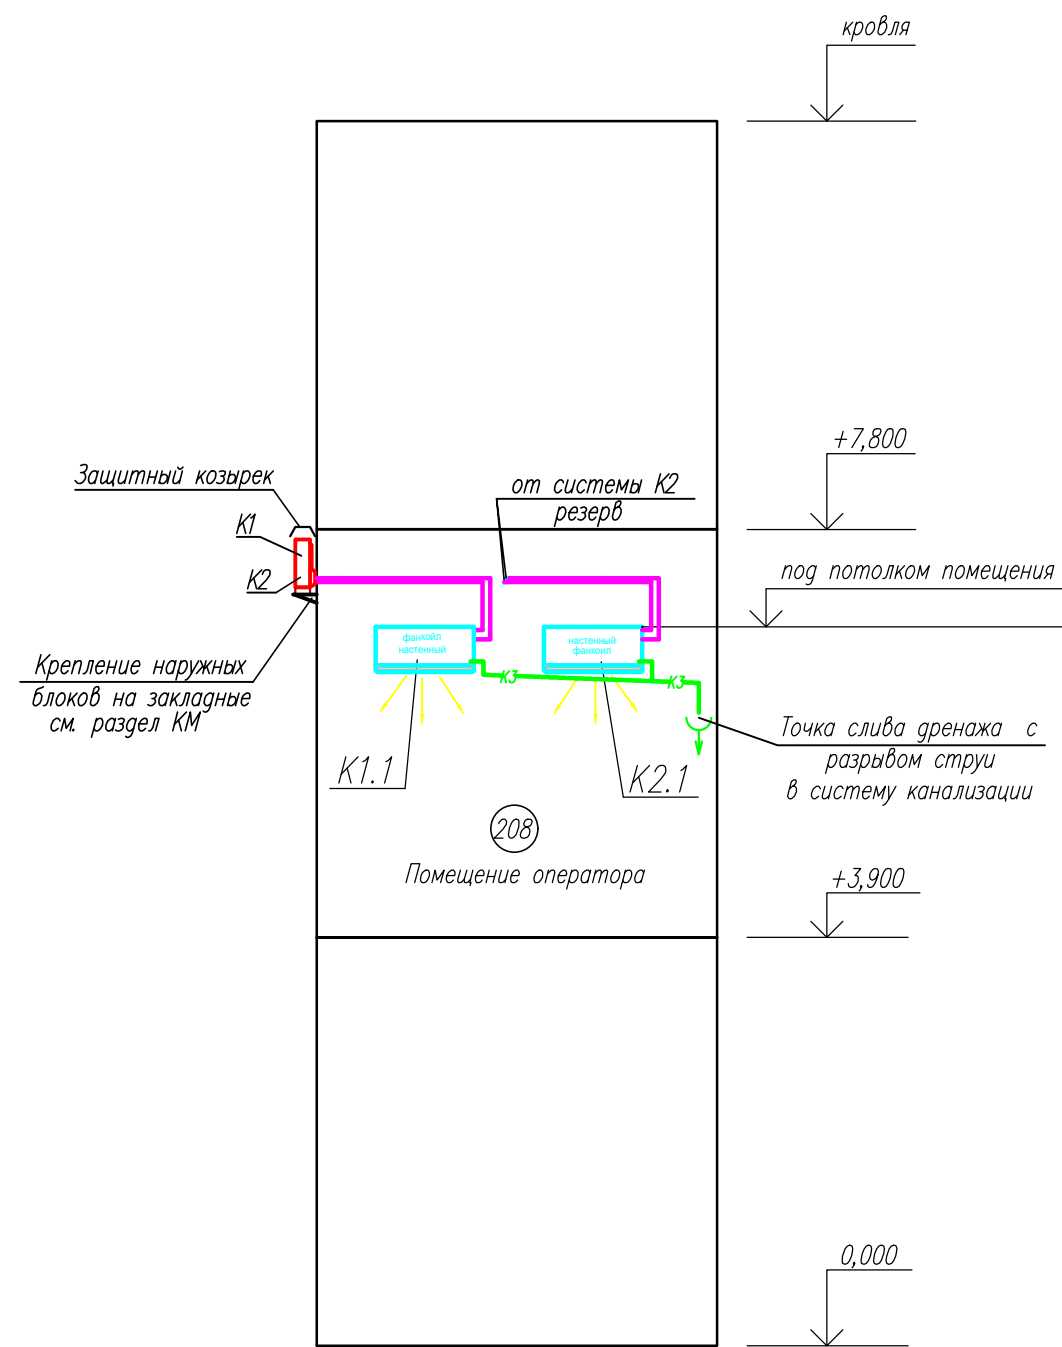 кровля
+7,800
Защитный козырек
от системы К2
резерв
К1
К2
под потолком помещения
фанкойл
настенный
настенный
фанкоил
Крепление наружных
блоков на закладные
см. раздел КМ
К3
К3
Точка слива дренажа с
разрывом струи
в систему канализации
К1.1
К2.1
208
Помещение оператора
+3,900
0,000